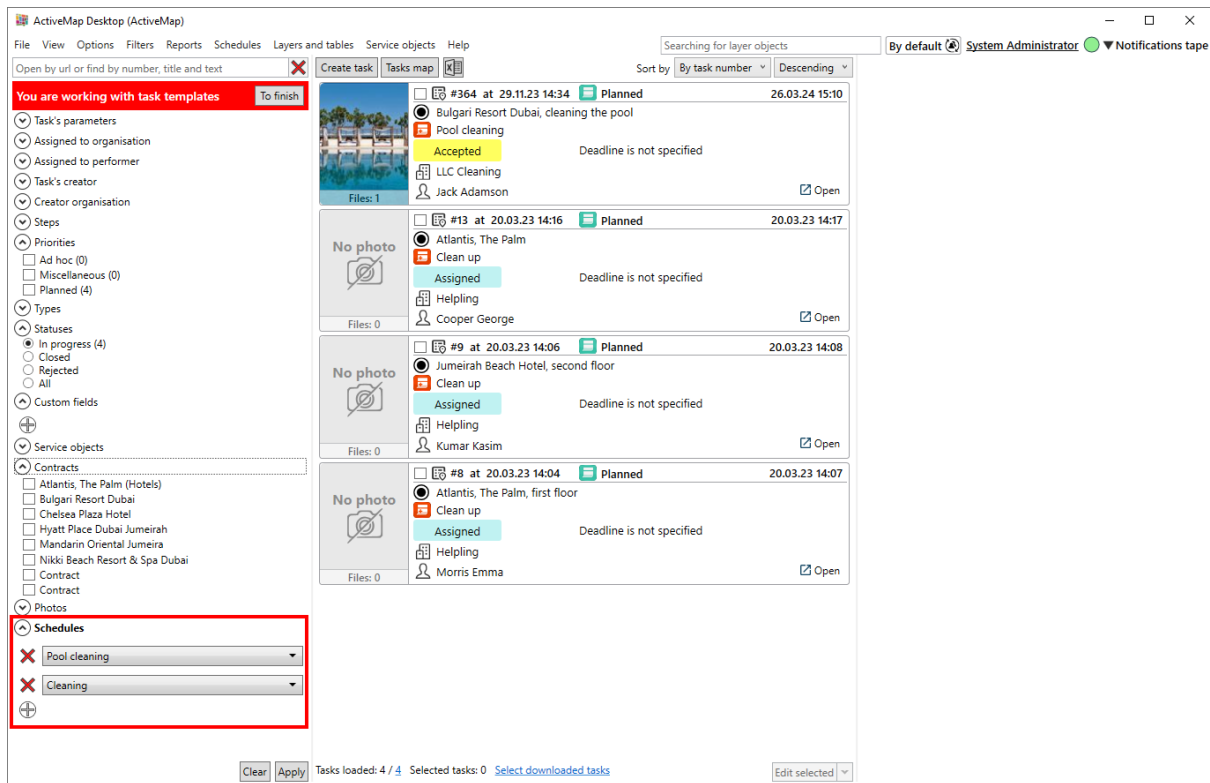 ActiveMap Desktop (ActiveMap)
File View Options Filters Reports Schedules Layers and tables Service objects Help
Searching for layer objects
By default
System Administrator
▼ Notifications tape
Open by url or find by number, title and text
Create task
Tasks map
Sort by
By task number
Descending
You are working with task templates
To finish
Task's parameters
Assigned to organisation
Assigned to performer
Task's creator
Creator organisation
Steps
Priorities
Ad hoc (0)
Miscellaneous (0)
Planned (4)
Types
Statuses
In progress (4)
Closed
Rejected
All
Custom fields
Service objects
Contracts
Atlantis, The Palm (Hotels)
Bulgari Resort Dubai
Chelsea Plaza Hotel
Hyatt Place Dubai Jumeirah
Mandarin Oriental Jumeira
Nikki Beach Resort & Spa Dubai
Contract
Contract
Photos
Schedules
Pool cleaning
Cleaning
Clear
Apply
#364 at 29.11.23 14:34 Planned 26.03.24 15:10
Bulgari Resort Dubai, cleaning the pool
Pool cleaning
Accepted Deadline is not specified
LLC Cleaning
Jack Adamson Open
Files: 1
#13 at 20.03.23 14:16 Planned 20.03.23 14:17
Atlantis, The Palm
No photo
Clean up
Assigned Deadline is not specified
Helpling
Cooper George Open
Files: 0
#9 at 20.03.23 14:06 Planned 20.03.23 14:08
Jumeirah Beach Hotel, second floor
No photo
Clean up
Assigned Deadline is not specified
Helpling
Kumar Kasim Open
Files: 0
#8 at 20.03.23 14:04 Planned 20.03.23 14:07
Atlantis, The Palm, first floor
No photo
Clean up
Assigned Deadline is not specified
Helpling
Morris Emma Open
Files: 0
Tasks loaded: 4 / 4 Selected tasks: 0 Select downloaded tasks
Edit selected